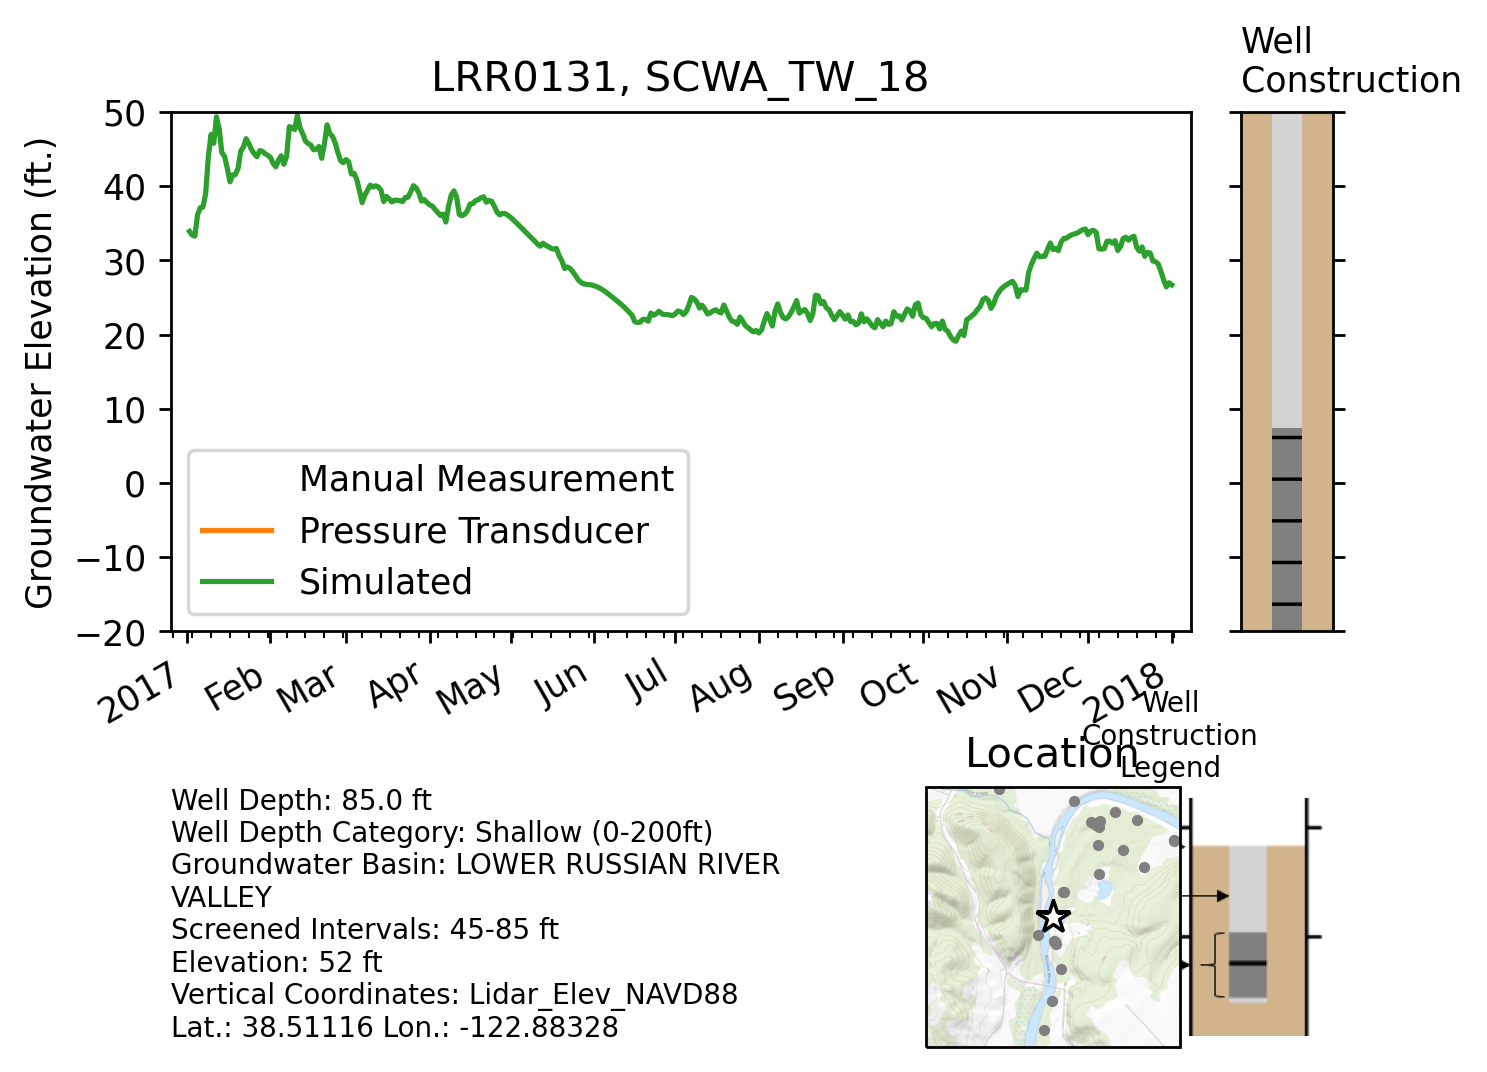 Well
Construction
LRR0131, SCWA_TW_18
Groundwater Elevation (ft.)
50
40
30
20
10
0
−10
−20
Manual Measurement
Pressure Transducer
Simulated
2017
Feb
Mar
Apr
May
Jun
Jul
Aug
Sep
Oct
Nov
Dec
2018
Well
Construction
Legend
Location
Well Depth: 85.0 ft
Well Depth Category: Shallow (0-200ft)
Groundwater Basin: LOWER RUSSIAN RIVER
VALLEY
Screened Intervals: 45-85 ft
Elevation: 52 ft
Vertical Coordinates: Lidar_Elev_NAVD88
Lat.: 38.51116 Lon.: -122.88328